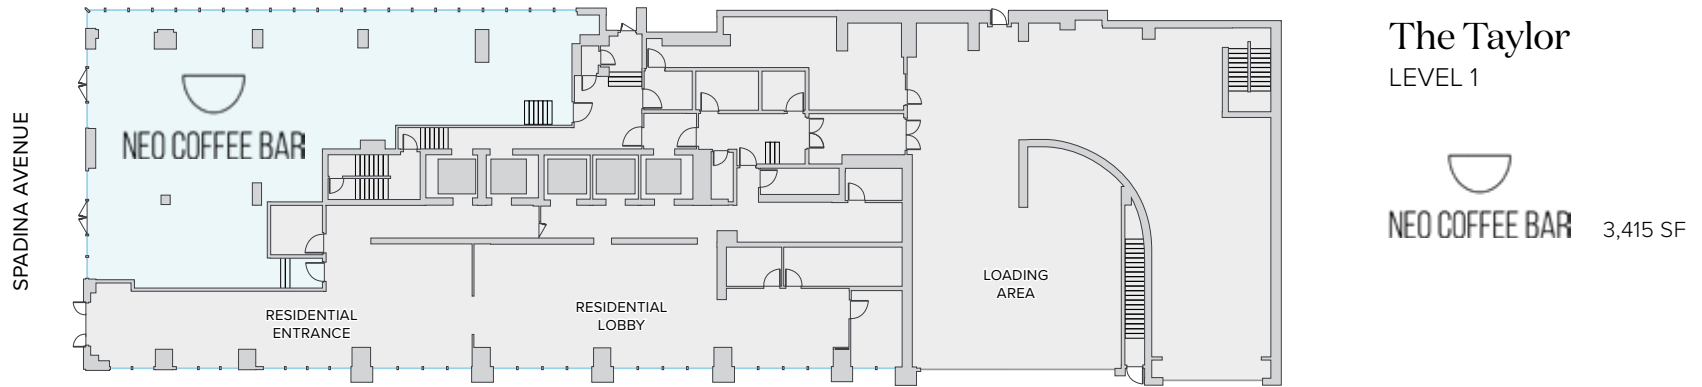 SPADINA AVENUE
NEO COFFEE BAR
RESIDENTIAL
ENTRANCE
RESIDENTIAL
LOBBY
LOADING
AREA
The Taylor
LEVEL 1
NEO COFFEE BAR 3,415 SF